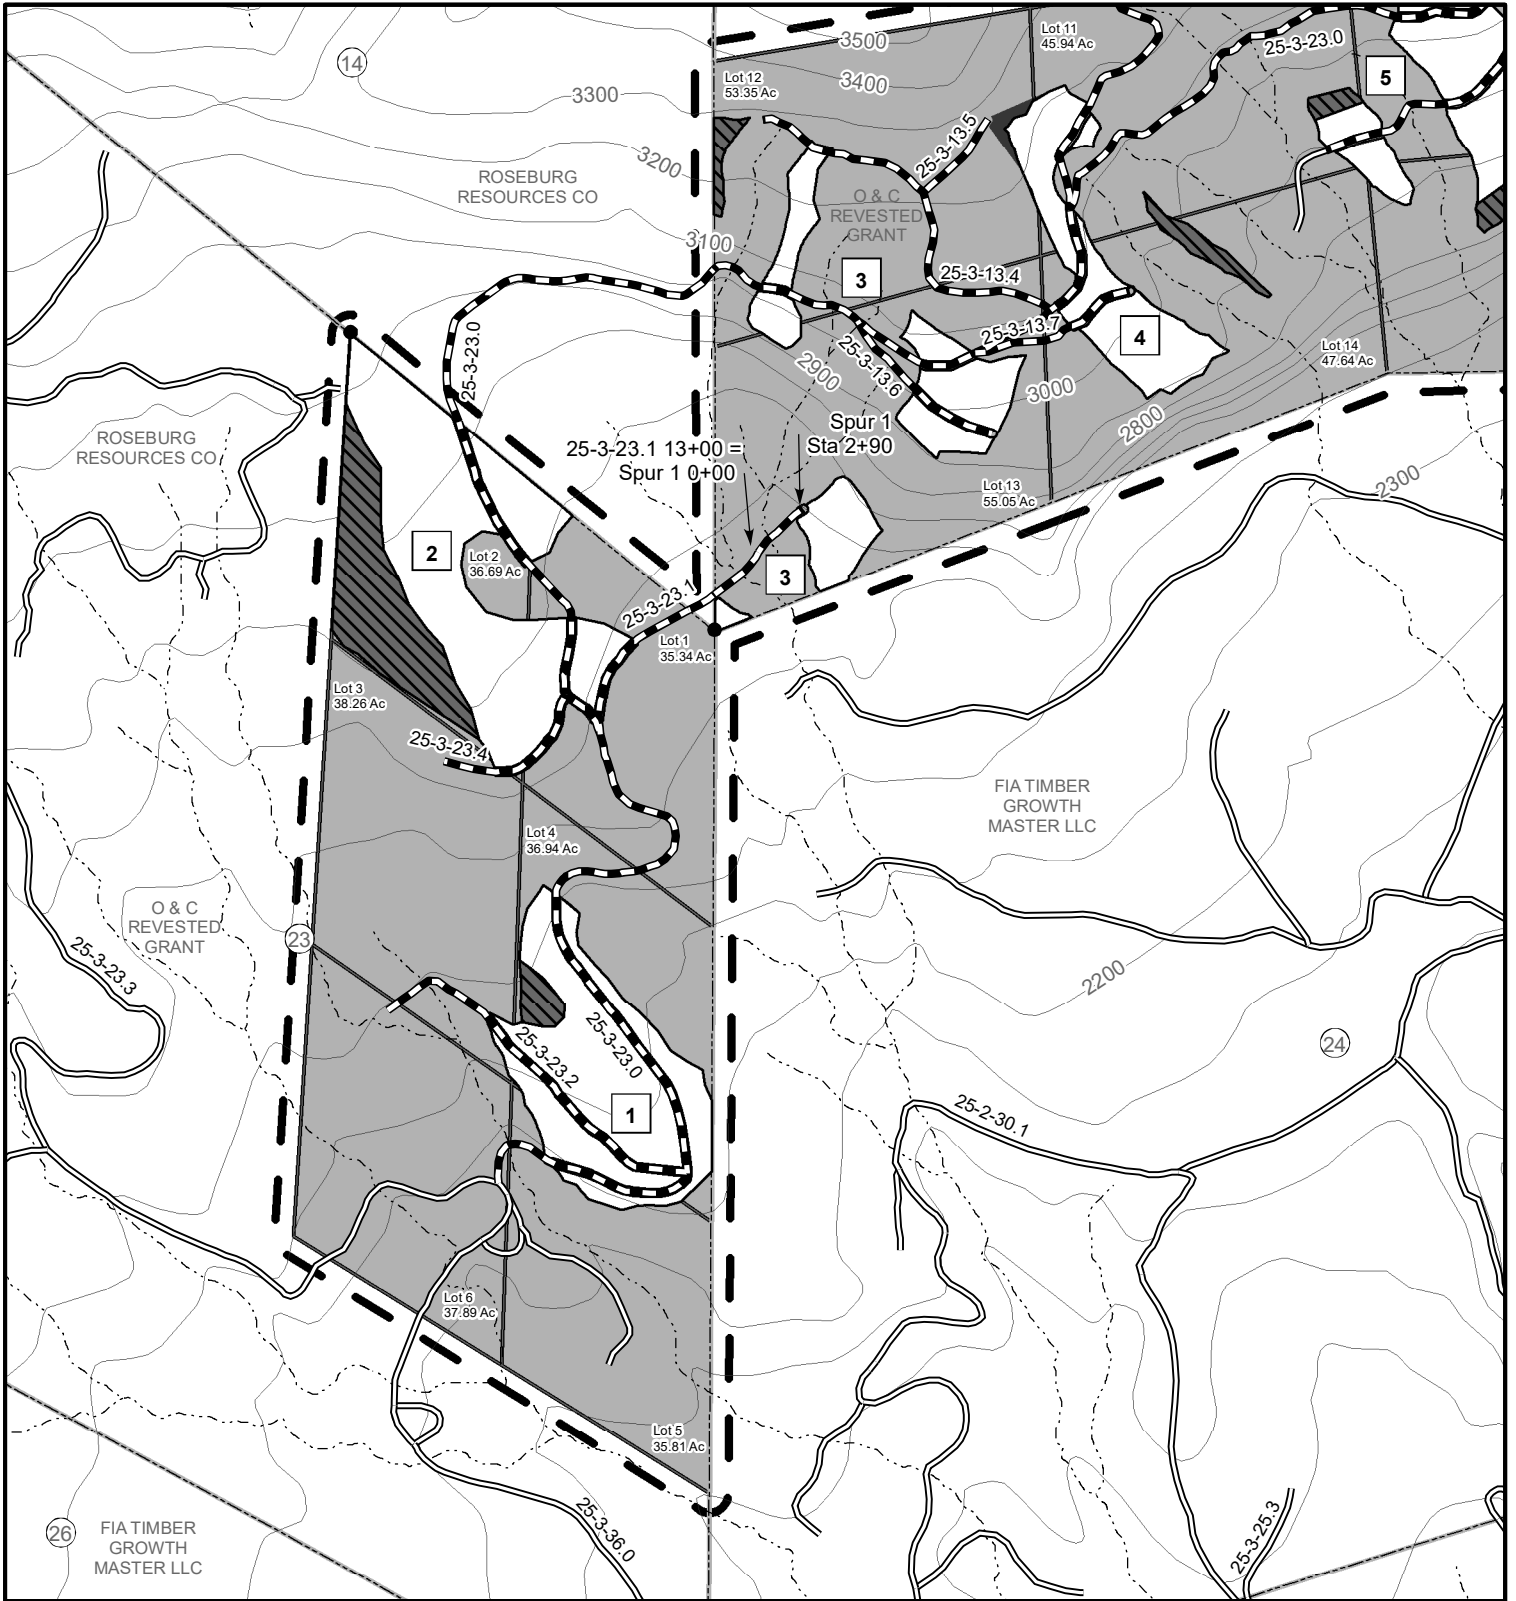 14
3500
Lot 11
45.94 Ac
25-3-23.0
5
Lot 12
53.35 Ac
3400
3300
25-3-13.5
3200
ROSEBURG
RESOURCES CO
O & C
REVESTED
GRANT
3100
3
25-3-13.4
25-3-23.0
25-3-13.7
4
Lot 14
47.64 Ac
25-3-13.6
2900
3000
2800
Spur 1
Sta 2+90
ROSEBURG
RESOURCES CO
25-3-23.1 13+00 =
Spur 1 0+00
Lot 13
55.05 Ac
2300
2
Lot 2
36.69 Ac
3
25-3-23.1
Lot 1
35.34 Ac
Lot 3
38.26 Ac
25-3-23.4
FIA TIMBER
GROWTH
MASTER LLC
Lot 4
36.94 Ac
O & C
REVESTED
GRANT
23
25-3-23.3
2200
25-3-23.0
25-3-23.2
24
1
25-2-30.1
Lot 6
37.89 Ac
Lot 5
35.81 Ac
26
FIA TIMBER
GROWTH
MASTER LLC
25-3-36.0
25-3-25.3